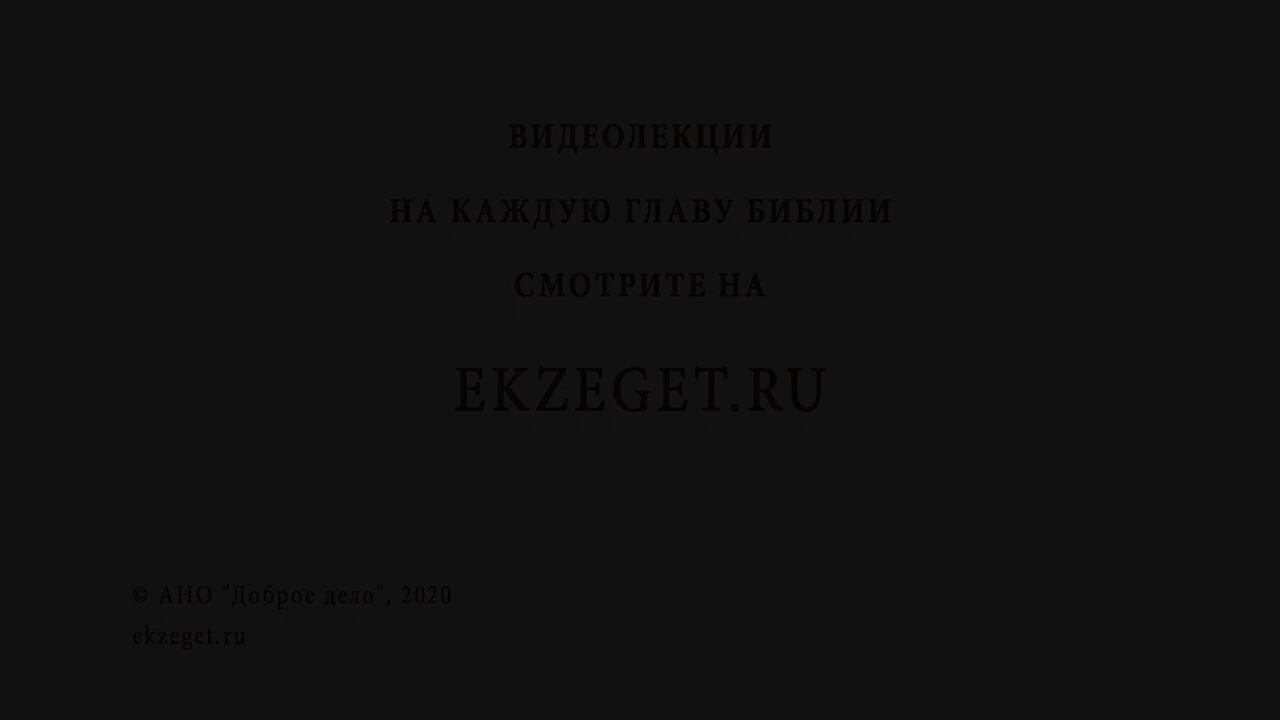 ВИДЕОЛЕКЦИИ
НА КАЖДУЮ ГЛАВУ БИБЛИИ
СМОТРИТЕ НА
EKZEGET.RU
© АНО "Доброе дело", 2020
ekzeget.ru